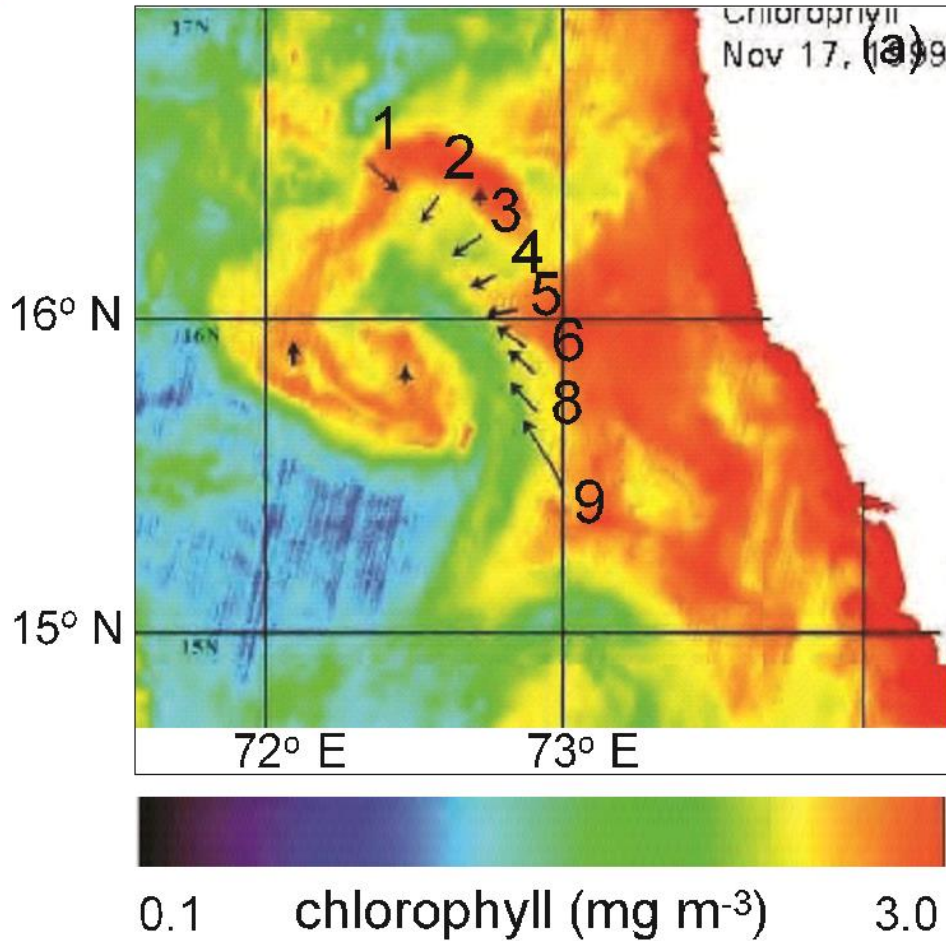 Chlorophyll
Nov 17, 1999
(a)
17N
1
2
3
4
5
6
8
9
16° N
16N
15° N
15N
72° E 73° E
0.1 chlorophyll (mg m-3) 3.0